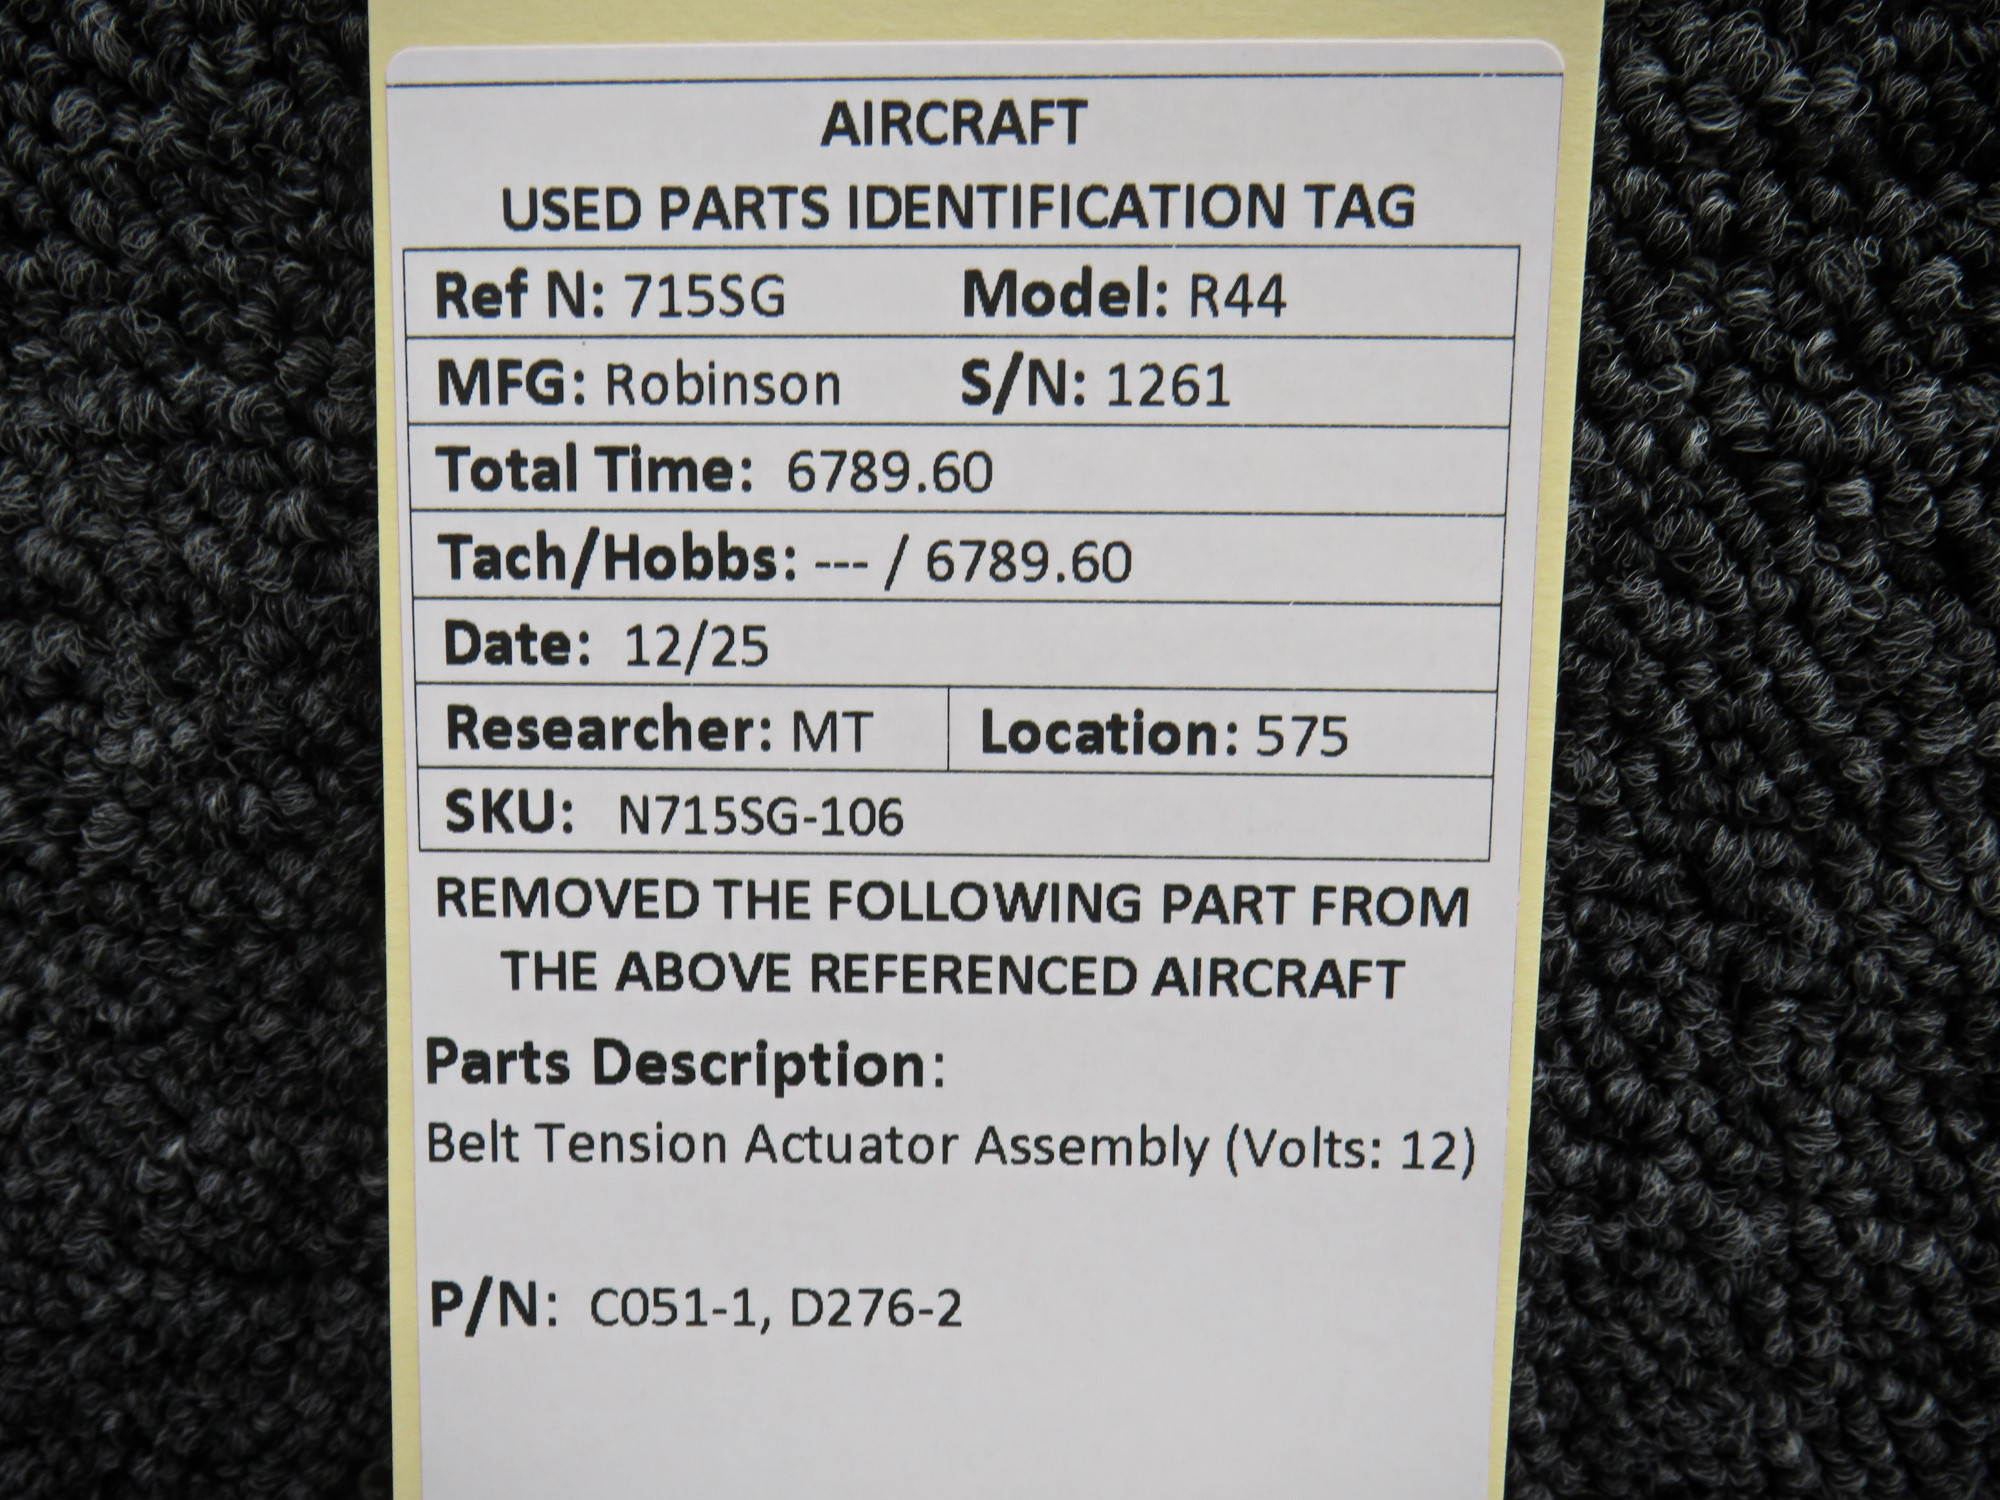 AIRCRAFT
USED PARTS IDENTIFICATION TAG
Ref N: 715SG Model: R44
MFG: Robinson S/N: 1261
Total Time: 6789.60
Tach/Hobbs: --- / 6789.60
Date: 12/25
Researcher: MT Location: 575
SKU: N715SG-106
REMOVED THE FOLLOWING PART FROM
THE ABOVE REFERENCED AIRCRAFT
Parts Description:
Belt Tension Actuator Assembly (Volts: 12)
P/N: C051-1, D276-2